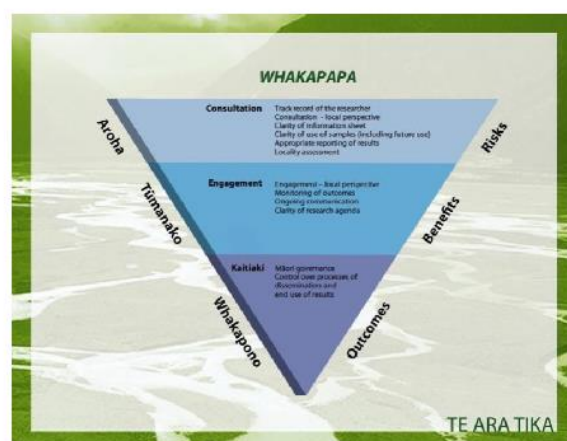 WHAKAPAPA
Consultation
Track record of the researcher
Consultation – local perspective
Clarity of information sheet
Clarity of use of samples (including future use)
Appropriate reporting of results
Locality assessment
Aroha
Risks
Engagement
Engagement – local perspective
Monitoring of outcomes
Ongoing communication
Clarity of research agenda
Tūmanako
Benefits
Kaitiaki
Māori governance
Control over processes of
dissemination and
end use of results
Whakapono
Outcomes
TE ARA TIKA